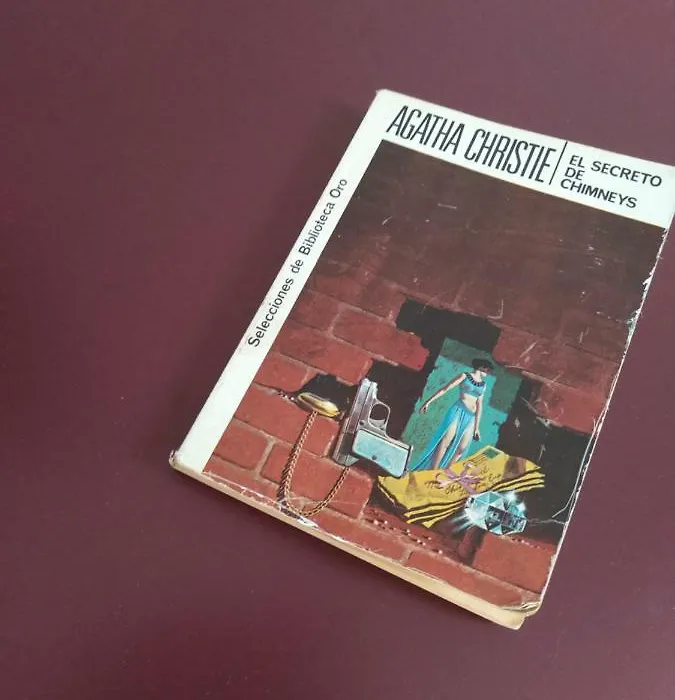 AGATHA CHRISTIE
EL SECRETO
DE
CHIMNEYS
Selecciones de Biblioteca Oro